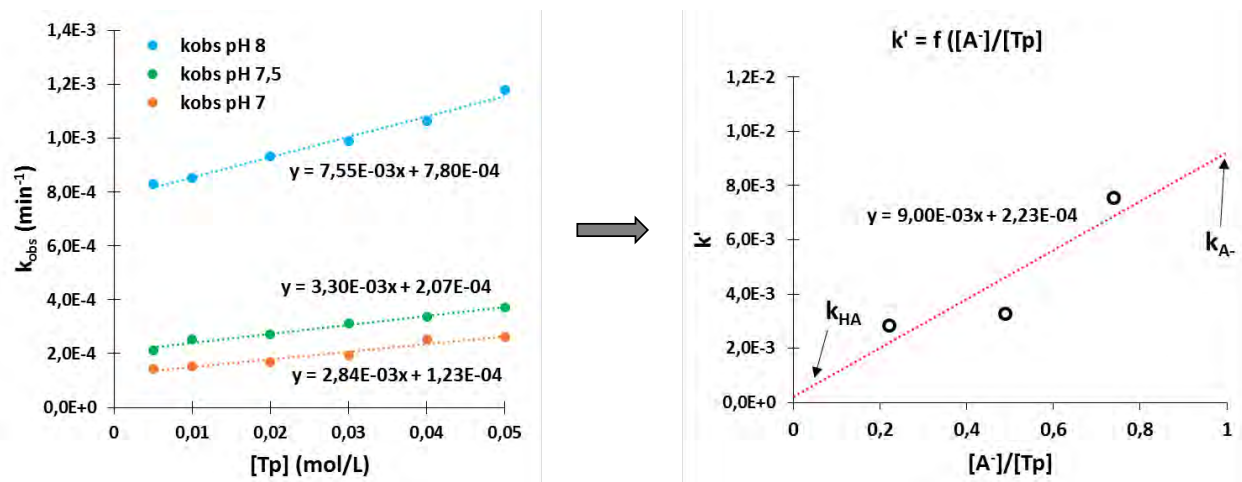 1,4E-3
1,2E-3
1,0E-3
8,0E-4
6,0E-4
4,0E-4
2,0E-4
0,0E+0
kobs pH 8
kobs pH 7,5
kobs pH 7
y = 7,55E-03x + 7,80E-04
y = 3,30E-03x + 2,07E-04
y = 2,84E-03x + 1,23E-04
kobs (min⁻¹)
0
0,01
0,02
0,03
0,04
0,05
[Tp] (mol/L)
k' = f ([A⁻]/[Tp]
1,2E-2
1,0E-2
8,0E-3
6,0E-3
4,0E-3
2,0E-3
0,0E+0
y = 9,00E-03x + 2,23E-04
kHA
kA-
k'
0
0,2
0,4
0,6
0,8
1
[A⁻]/[Tp]